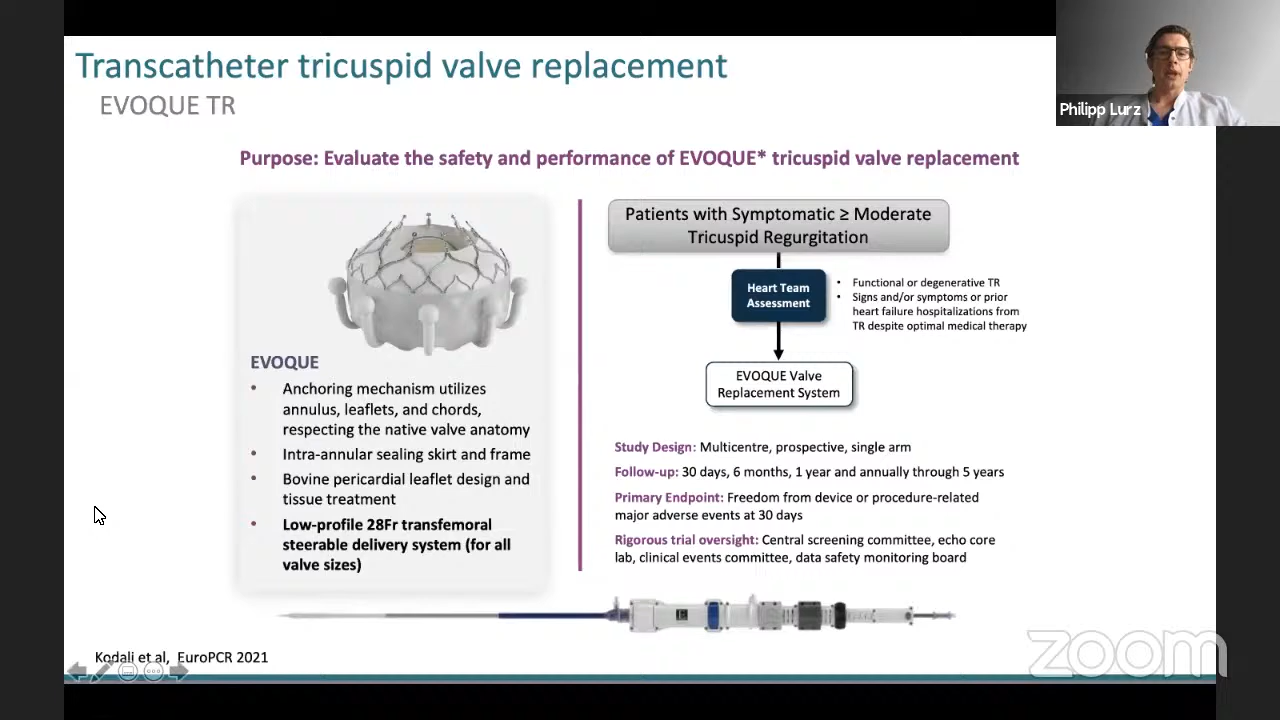 Transcatheter tricuspid valve replacement
EVOQUE TR
Philipp Lurz
Purpose: Evaluate the safety and performance of EVOQUE* tricuspid valve replacement
EVOQUE
• Anchoring mechanism utilizes
annulus, leaflets, and chords,
respecting the native valve anatomy
• Intra-annular sealing skirt and frame
• Bovine pericardial leaflet design and
tissue treatment
• Low-profile 28Fr transfemoral
steerable delivery system (for all
valve sizes)
Patients with Symptomatic ≥ Moderate
Tricuspid Regurgitation
Heart Team
Assessment
• Functional or degenerative TR
• Signs and/or symptoms or prior
heart failure hospitalizations from
TR despite optimal medical therapy
EVOQUE Valve
Replacement System
Study Design: Multicentre, prospective, single arm
Follow-up: 30 days, 6 months, 1 year and annually through 5 years
Primary Endpoint: Freedom from device or procedure-related
major adverse events at 30 days
Rigorous trial oversight: Central screening committee, echo core
lab, clinical events committee, data safety monitoring board
Kodali et al, EuroPCR 2021
zoom